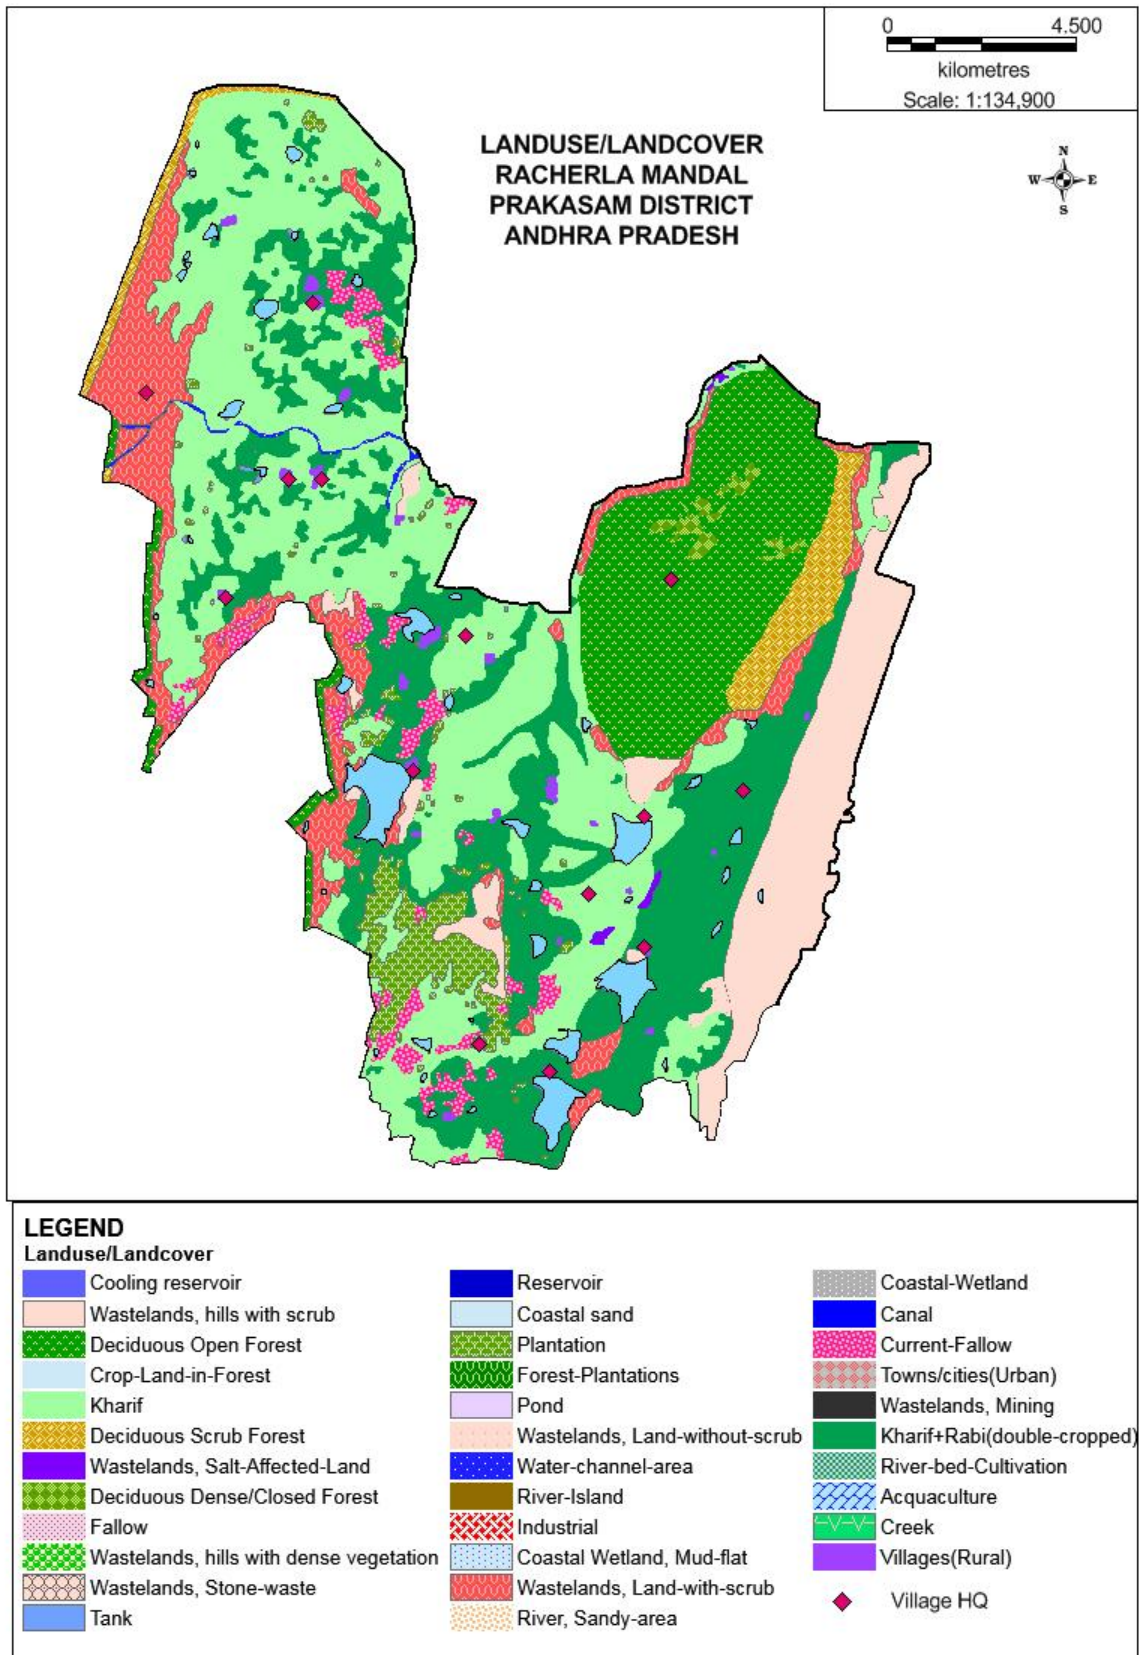 0 4.500
kilometres
Scale: 1:134,900
LANDUSE/LANDCOVER
RACHERLA MANDAL
PRAKASAM DISTRICT
ANDHRA PRADESH
N
W E
S
LEGEND
Landuse/Landcover
Cooling reservoir
Wastelands, hills with scrub
Deciduous Open Forest
Crop-Land-in-Forest
Kharif
Deciduous Scrub Forest
Wastelands, Salt-Affected-Land
Deciduous Dense/Closed Forest
Fallow
Wastelands, hills with dense vegetation
Wastelands, Stone-waste
Tank
Reservoir
Coastal sand
Plantation
Forest-Plantations
Pond
Wastelands, Land-without-scrub
Water-channel-area
River-Island
Industrial
Coastal Wetland, Mud-flat
Wastelands, Land-with-scrub
River, Sandy-area
Coastal-Wetland
Canal
Current-Fallow
Towns/cities(Urban)
Wastelands, Mining
Kharif+Rabi(double-cropped)
River-bed-Cultivation
Acquaculture
Creek
Villages(Rural)
Village HQ